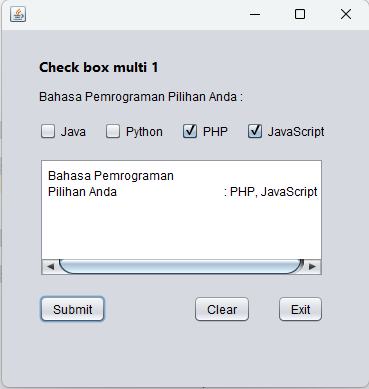 Check box multi 1
Bahasa Pemrograman Pilihan Anda :
Java Python PHP JavaScript
Bahasa Pemrograman
Pilihan Anda : PHP, JavaScript
Submit Clear Exit